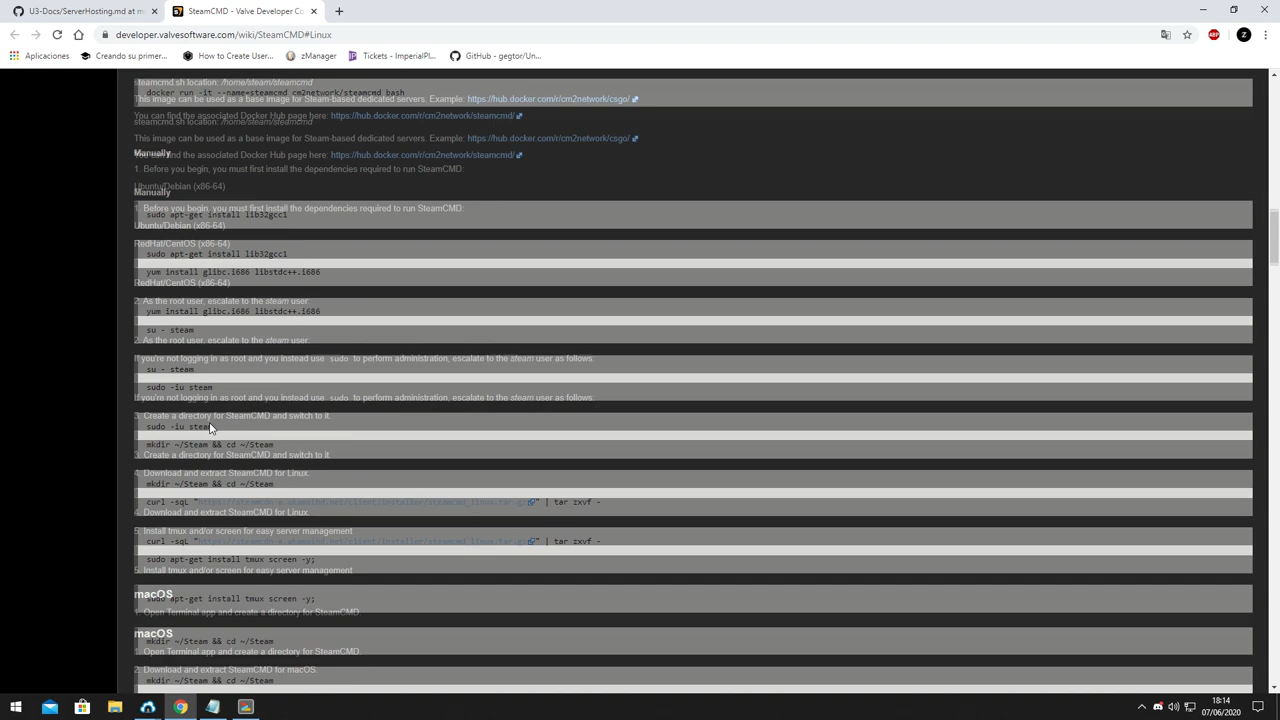 U3-Docs/ServerHosting.md at m
SteamCMD - Valve Developer Co
developer.valvesoftware.com/wiki/SteamCMD#Linux
Aplicaciones
Creando su primer...
How to Create User...
zManager
Tickets - ImperialPl...
GitHub - gegtor/Un...
steamcmd.sh location: /home/steam/steamcmd
docker run -it --name=steamcmd cm2network/steamcmd bash
This image can be used as a base image for Steam-based dedicated servers. Example: https://hub.docker.com/r/cm2network/csgo/
You can find the associated Docker Hub page here: https://hub.docker.com/r/cm2network/steamcmd/
steamcmd.sh location: /home/steam/steamcmd
This image can be used as a base image for Steam-based dedicated servers. Example: https://hub.docker.com/r/cm2network/csgo/
Manually
You can find the associated Docker Hub page here: https://hub.docker.com/r/cm2network/steamcmd/
1. Before you begin, you must first install the dependencies required to run SteamCMD:
Ubuntu/Debian (x86-64)
Manually
1. Before you begin, you must first install the dependencies required to run SteamCMD:
sudo apt-get install lib32gcc1
Ubuntu/Debian (x86-64)
RedHat/CentOS (x86-64)
sudo apt-get install lib32gcc1
yum install glibc.i686 libstdc++.i686
RedHat/CentOS (x86-64)
2. As the root user, escalate to the steam user:
yum install glibc.i686 libstdc++.i686
su - steam
2. As the root user, escalate to the steam user:
If you're not logging in as root and you instead use sudo to perform administration, escalate to the steam user as follows:
su - steam
sudo -iu steam
If you're not logging in as root and you instead use sudo to perform administration, escalate to the steam user as follows:
3. Create a directory for SteamCMD and switch to it.
sudo -iu steam
mkdir ~/Steam && cd ~/Steam
3. Create a directory for SteamCMD and switch to it.
4. Download and extract SteamCMD for Linux.
mkdir ~/Steam && cd ~/Steam
curl -sqL "https://steamcdn-a.akamaihd.net/client/installer/steamcmd_linux.tar.gz" | tar zxvf -
4. Download and extract SteamCMD for Linux.
5. Install tmux and/or screen for easy server management
curl -sqL "https://steamcdn-a.akamaihd.net/client/installer/steamcmd_linux.tar.gz" | tar zxvf -
sudo apt-get install tmux screen -y;
5. Install tmux and/or screen for easy server management
macOS
sudo apt-get install tmux screen -y;
1. Open Terminal app and create a directory for SteamCMD.
macOS
mkdir ~/Steam && cd ~/Steam
1. Open Terminal app and create a directory for SteamCMD.
2. Download and extract SteamCMD for macOS.
mkdir ~/Steam && cd ~/Steam
18:14
07/06/2020